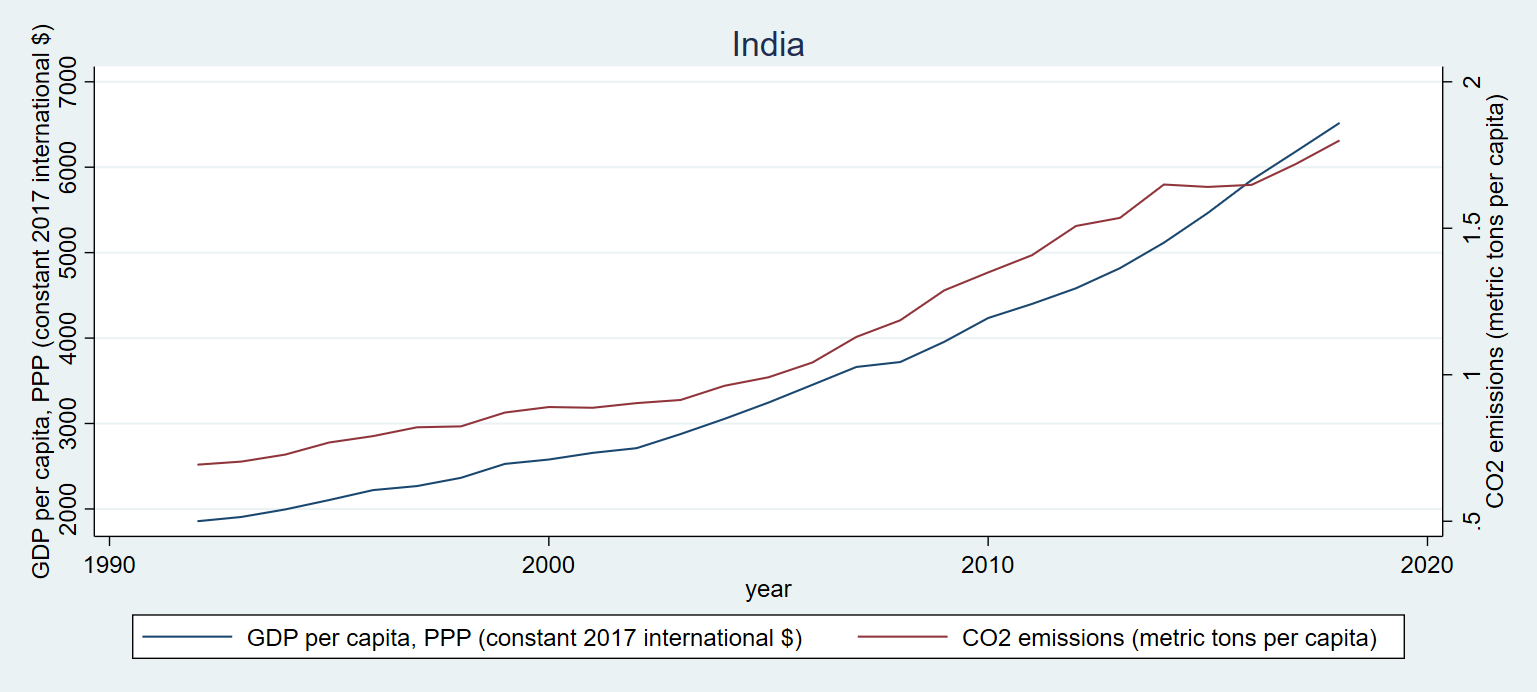 India
GDP per capita, PPP (constant 2017 international $)
7000
6000
5000
4000
3000
2000
2
1.5
1
.5
CO2 emissions (metric tons per capita)
1990 2000 2010 2020
year
GDP per capita, PPP (constant 2017 international $) CO2 emissions (metric tons per capita)